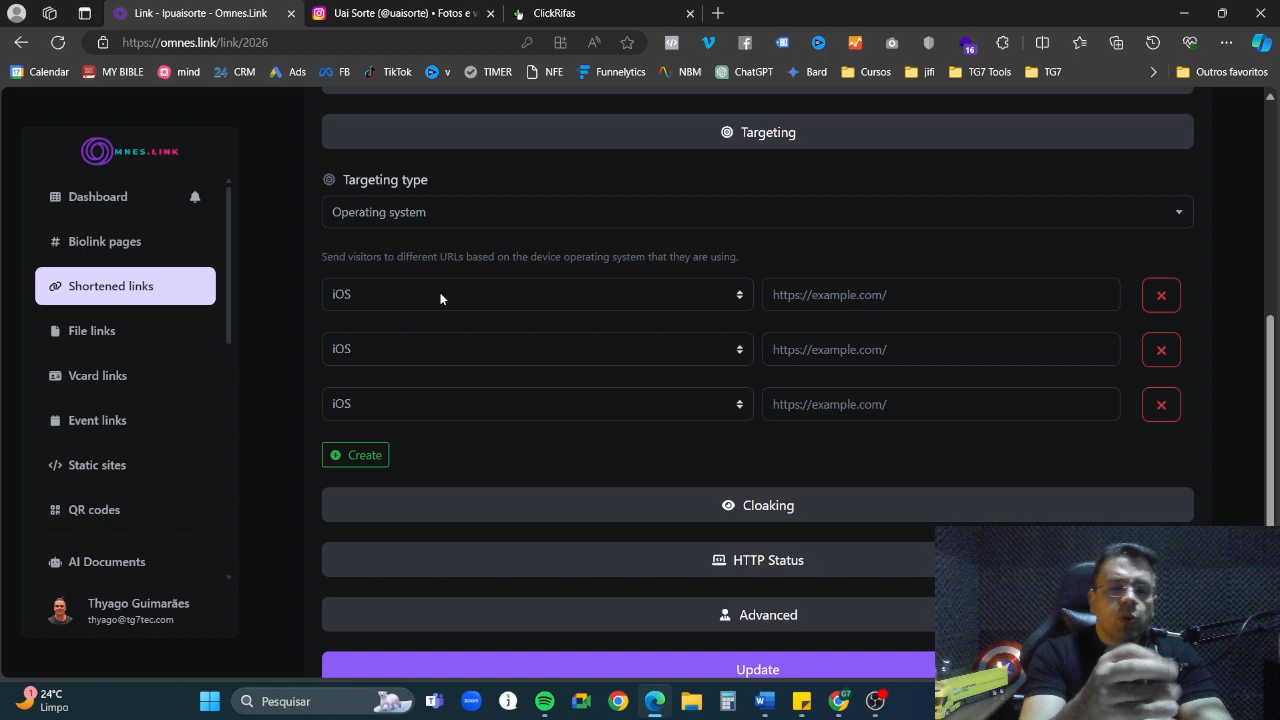 Link - lpuaisorte - Omnes.Link
Uai Sorte (@uaisorte) • Fotos e v
ClickRifas
https://omnes.link/link/2026
16
Calendar
MY BIBLE
mind
CRM
Ads
FB
TikTok
v
TIMER
NFE
Funnelytics
NBM
ChatGPT
Bard
Cursos
jifi
TG7 Tools
TG7
Outros favoritos
MNES.LINK
Dashboard
Biolink pages
Shortened links
File links
Vcard links
Event links
Static sites
QR codes
AI Documents
Thyago Guimarães
thyago@tg7tec.com
Targeting
Targeting type
Operating system
Send visitors to different URLs based on the device operating system that they are using.
iOS
https://example.com/
iOS
https://example.com/
iOS
https://example.com/
Create
Cloaking
HTTP Status
Advanced
Update
1
24°C
Limpo
Pesquisar